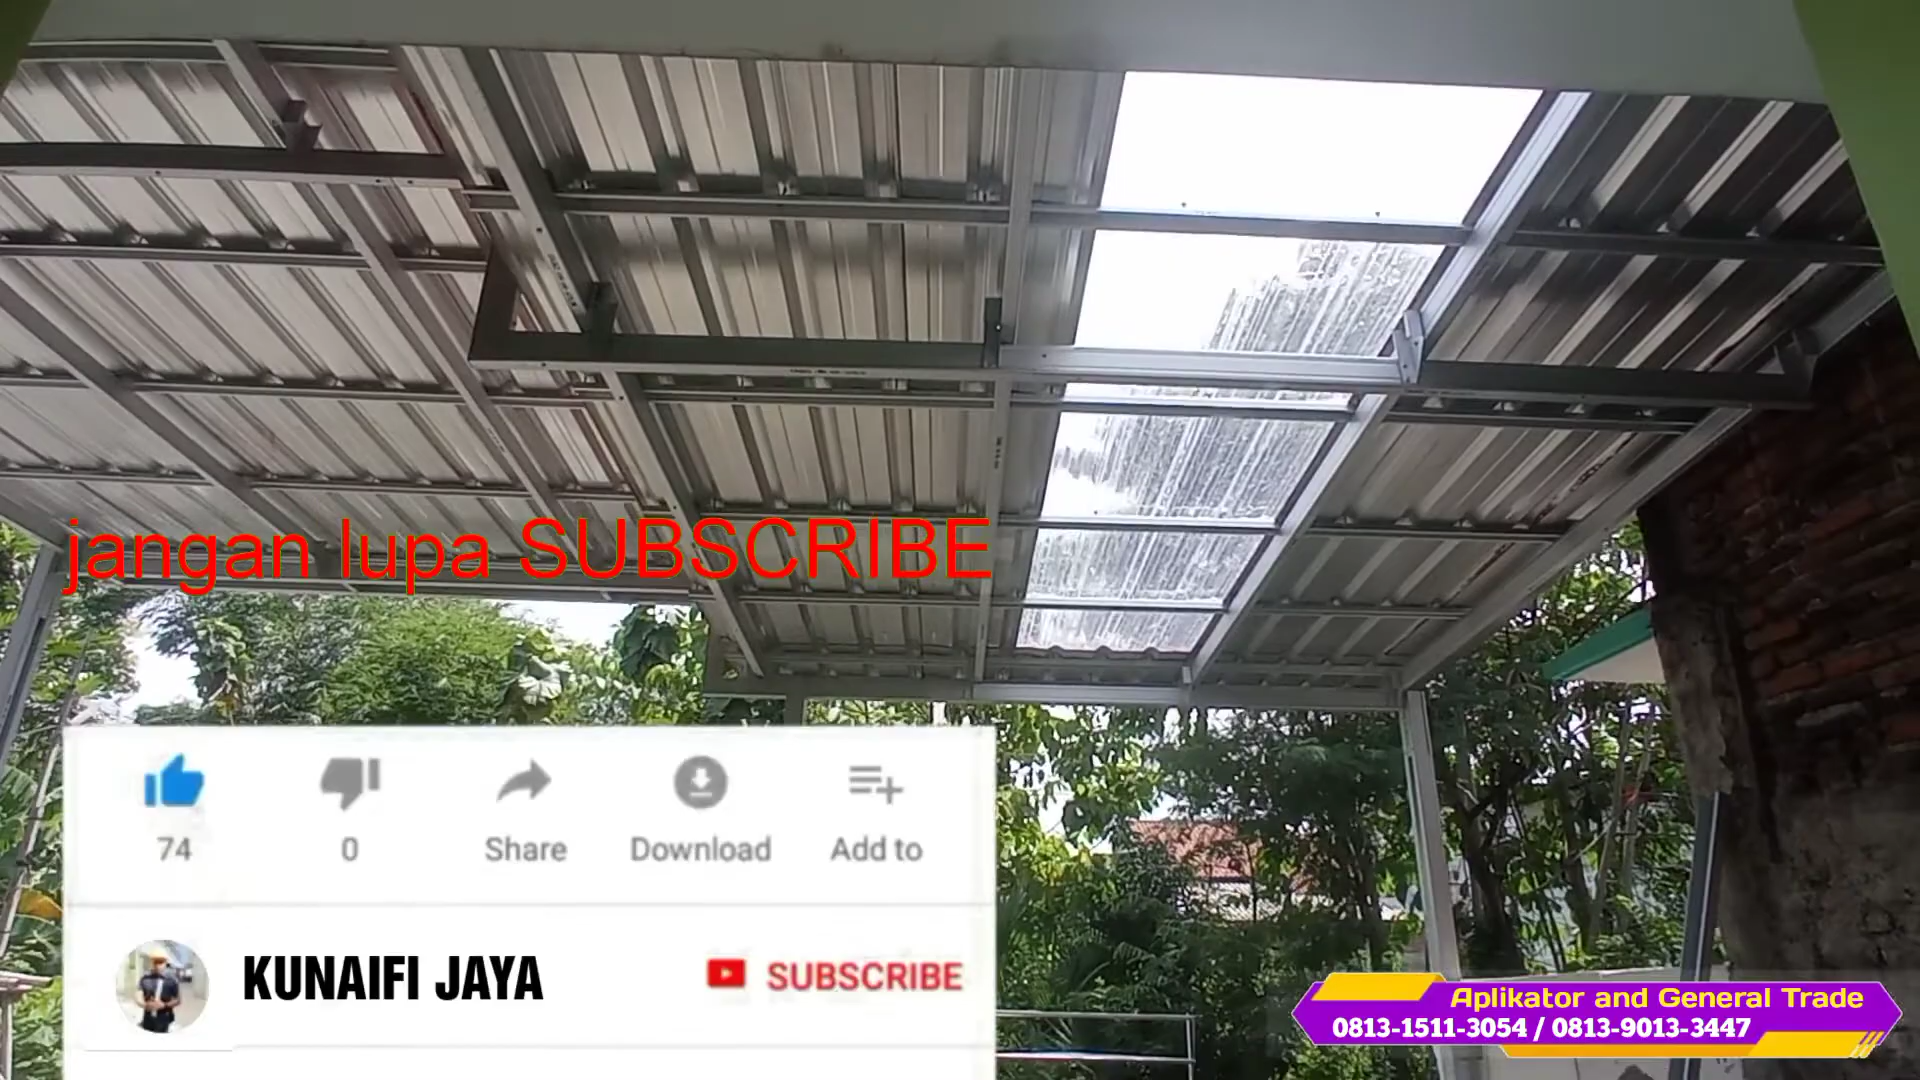 jangan lupa SUBSCRIBE
74
0
Share
Download
Add to
KUNAIFI JAYA
SUBSCRIBE
Aplikator and General Trade
0813-1511-3054 / 0813-9013-3447